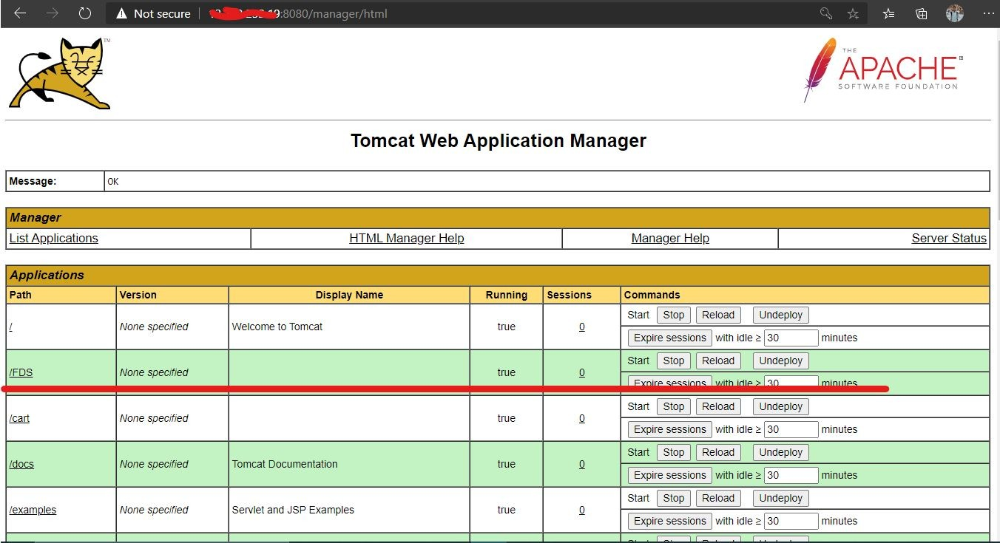 Not secure :8080/manager/html
TM
THE
APACHE
SOFTWARE FOUNDATION
Tomcat Web Application Manager
Message: OK
Manager
List Applications HTML Manager Help Manager Help Server Status
Applications
Path Version Display Name Running Sessions Commands
/ None specified Welcome to Tomcat true 0 Start Stop Reload Undeploy
Expire sessions with idle ≥ 30 minutes
/FDS None specified true 0 Start Stop Reload Undeploy
Expire sessions with idle ≥ 30 minutes
/cart None specified true 0 Start Stop Reload Undeploy
Expire sessions with idle ≥ 30 minutes
/docs None specified Tomcat Documentation true 0 Start Stop Reload Undeploy
Expire sessions with idle ≥ 30 minutes
/examples None specified Servlet and JSP Examples true 0 Start Stop Reload Undeploy
Expire sessions with idle ≥ 30 minutes